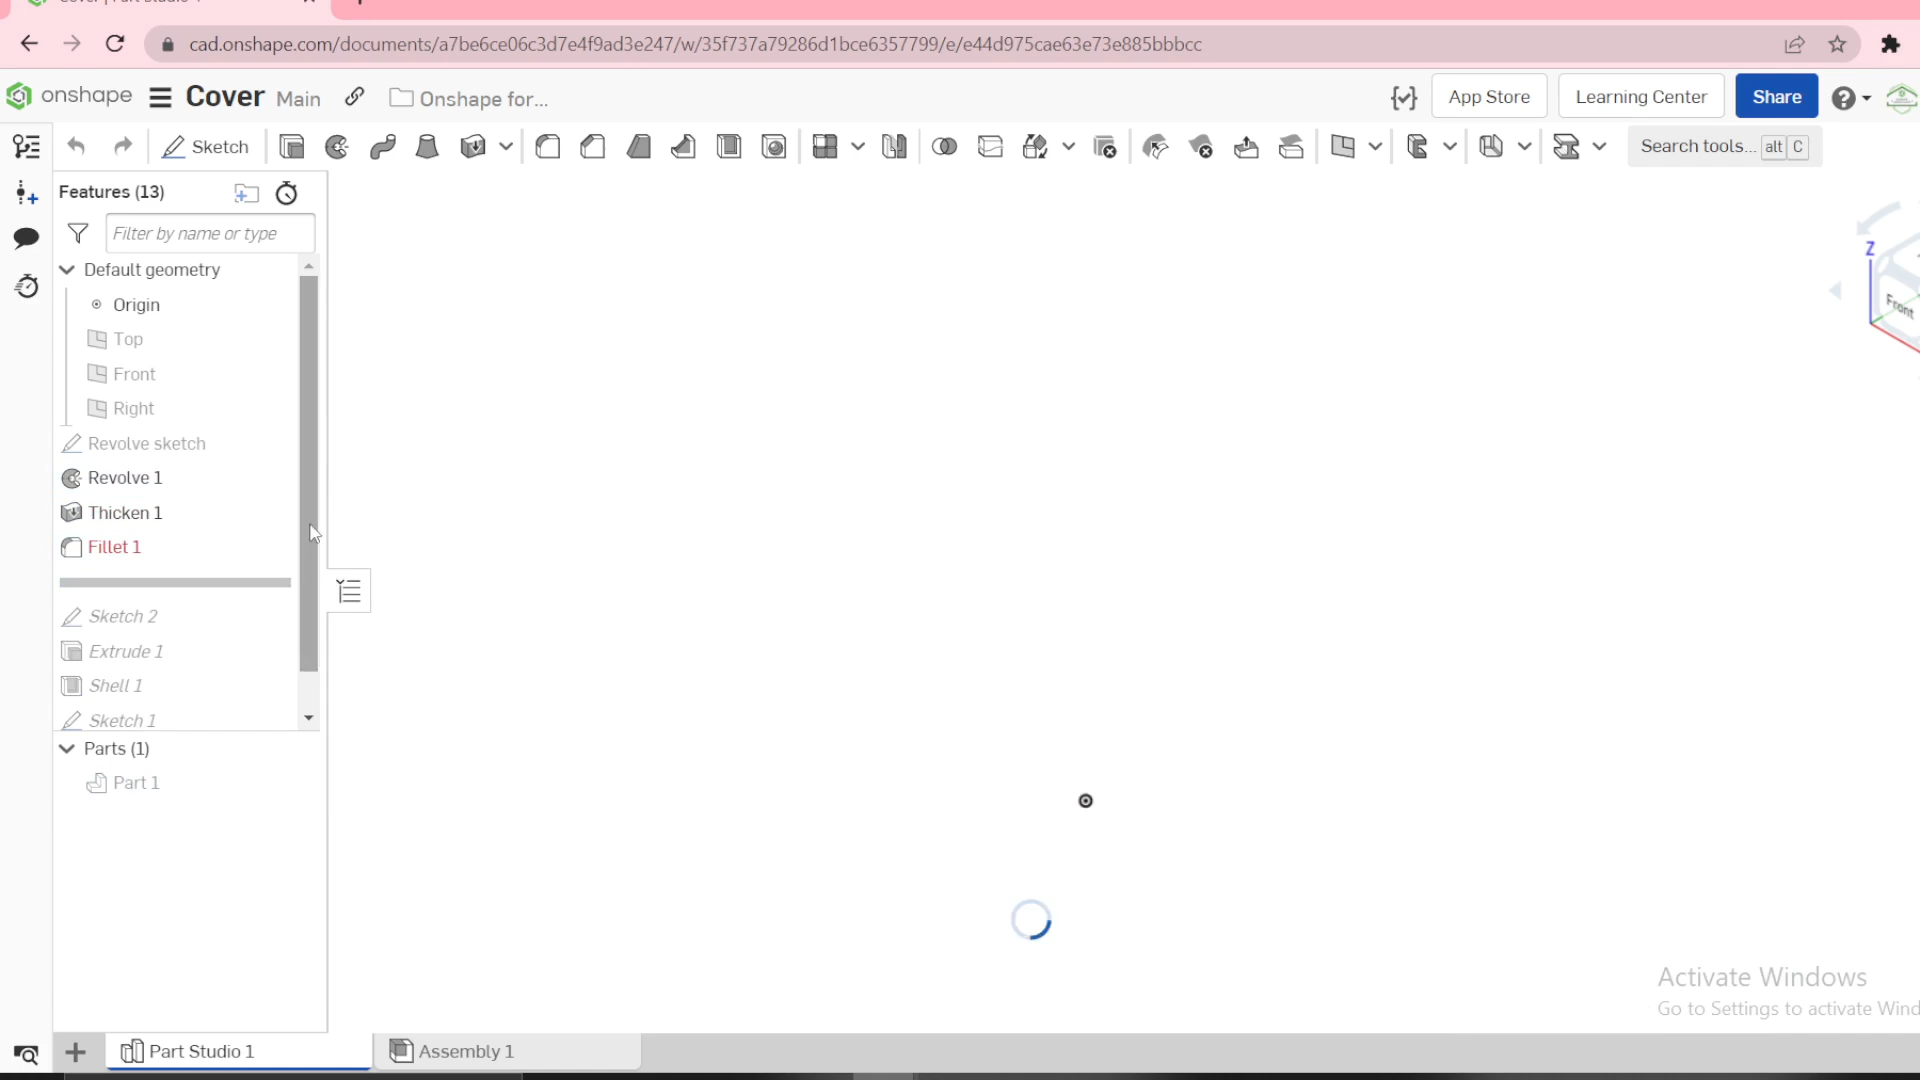 cad.onshape.com/documents/a7be6ce06c3d7e4f9ad3e247/w/35f737a79286d1bce6357799/e/e44d975cae63e73e885bbbcc
onshape Cover Main Onshape for... App Store Learning Center Share
Sketch Search tools... alt C
Features (13)
Filter by name or type
Default geometry
Origin
Top
Front
Right
Revolve sketch
Revolve 1
Thicken 1
Fillet 1
Sketch 2
Extrude 1
Shell 1
Sketch 1
Parts (1)
Part 1
Z
Front
Activate Windows
Go to Settings to activate Wind
Part Studio 1 Assembly 1